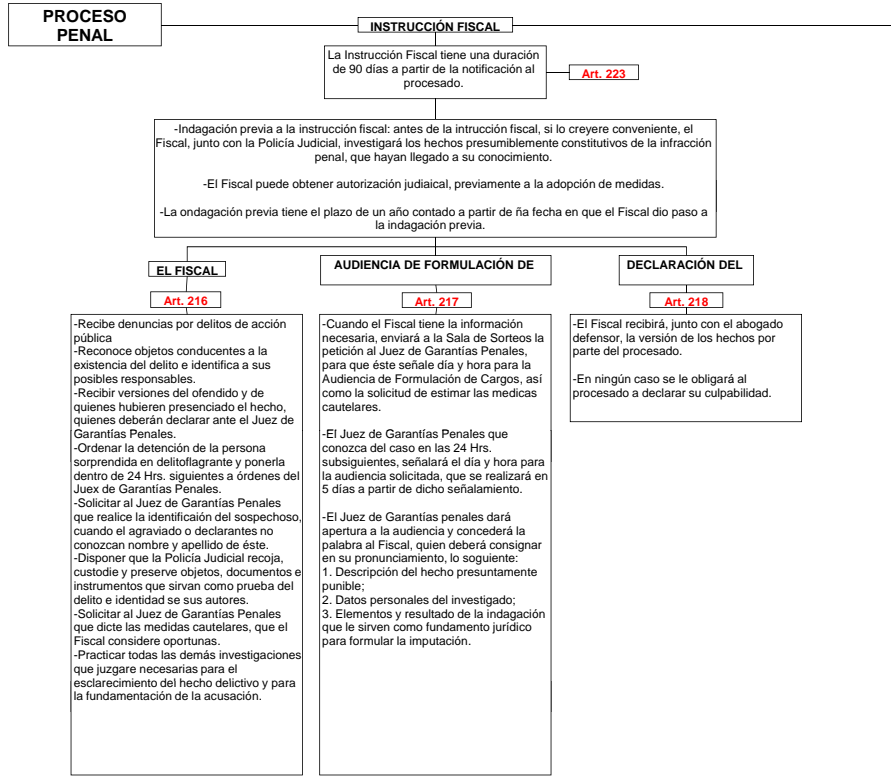 PROCESO
PENAL
INSTRUCCIÓN FISCAL
La Instrucción Fiscal tiene una duración
de 90 días a partir de la notificación al
procesado.
Art. 223
-Indagación previa a la instrucción fiscal: antes de la intrucción fiscal, si lo creyere conveniente, el
Fiscal, junto con la Policía Judicial, investigará los hechos presumiblemente constitutivos de la infracción
penal, que hayan llegado a su conocimiento.
-El Fiscal puede obtener autorización judiaical, previamente a la adopción de medidas.
-La ondagación previa tiene el plazo de un año contado a partir de ña fecha en que el Fiscal dio paso a
la indagación previa.
EL FISCAL
Art. 216
-Recibe denuncias por delitos de acción
pública
-Reconoce objetos conducentes a la
existencia del delito e identifica a sus
posibles responsables.
-Recibir versiones del ofendido y de
quienes hubieren presenciado el hecho,
quienes deberán declarar ante el Juez de
Garantías Penales.
-Ordenar la detención de la persona
sorprendida en delitoflagrante y ponerla
dentro de 24 Hrs. siguientes a órdenes del
Juex de Garantías Penales.
-Solicitar al Juez de Garantías Penales
que realice la identificaión del sospechoso,
cuando el agraviado o declarantes no
conozcan nombre y apellido de éste.
-Disponer que la Policía Judicial recoja,
custodie y preserve objetos, documentos e
instrumentos que sirvan como prueba del
delito e identidad se sus autores.
-Solicitar al Juez de Garantías Penales
que dicte las medidas cautelares, que el
Fiscal considere oportunas.
-Practicar todas las demás investigaciones
que juzgare necesarias para el
esclarecimiento del hecho delictivo y para
la fundamentación de la acusación.
AUDIENCIA DE FORMULACIÓN DE
Art. 217
-Cuando el Fiscal tiene la información
necesaria, enviará a la Sala de Sorteos la
petición al Juez de Garantías Penales,
para que éste señale día y hora para la
Audiencia de Formulación de Cargos, así
como la solicitud de estimar las medicas
cautelares.
-El Juez de Garantías Penales que
conozca del caso en las 24 Hrs.
subsiguientes, señalará el día y hora para
la audiencia solicitada, que se realizará en
5 días a partir de dicho señalamiento.
-El Juez de Garantías penales dará
apertura a la audiencia y concederá la
palabra al Fiscal, quien deberá consignar
en su pronunciamiento, lo soguiente:
1. Descripción del hecho presuntamente
punible;
2. Datos personales del investigado;
3. Elementos y resultado de la indagación
que le sirven como fundamento jurídico
para formular la imputación.
DECLARACIÓN DEL
Art. 218
-El Fiscal recibirá, junto con el abogado
defensor, la versión de los hechos por
parte del procesado.
-En ningún caso se le obligará al
procesado a declarar su culpabilidad.